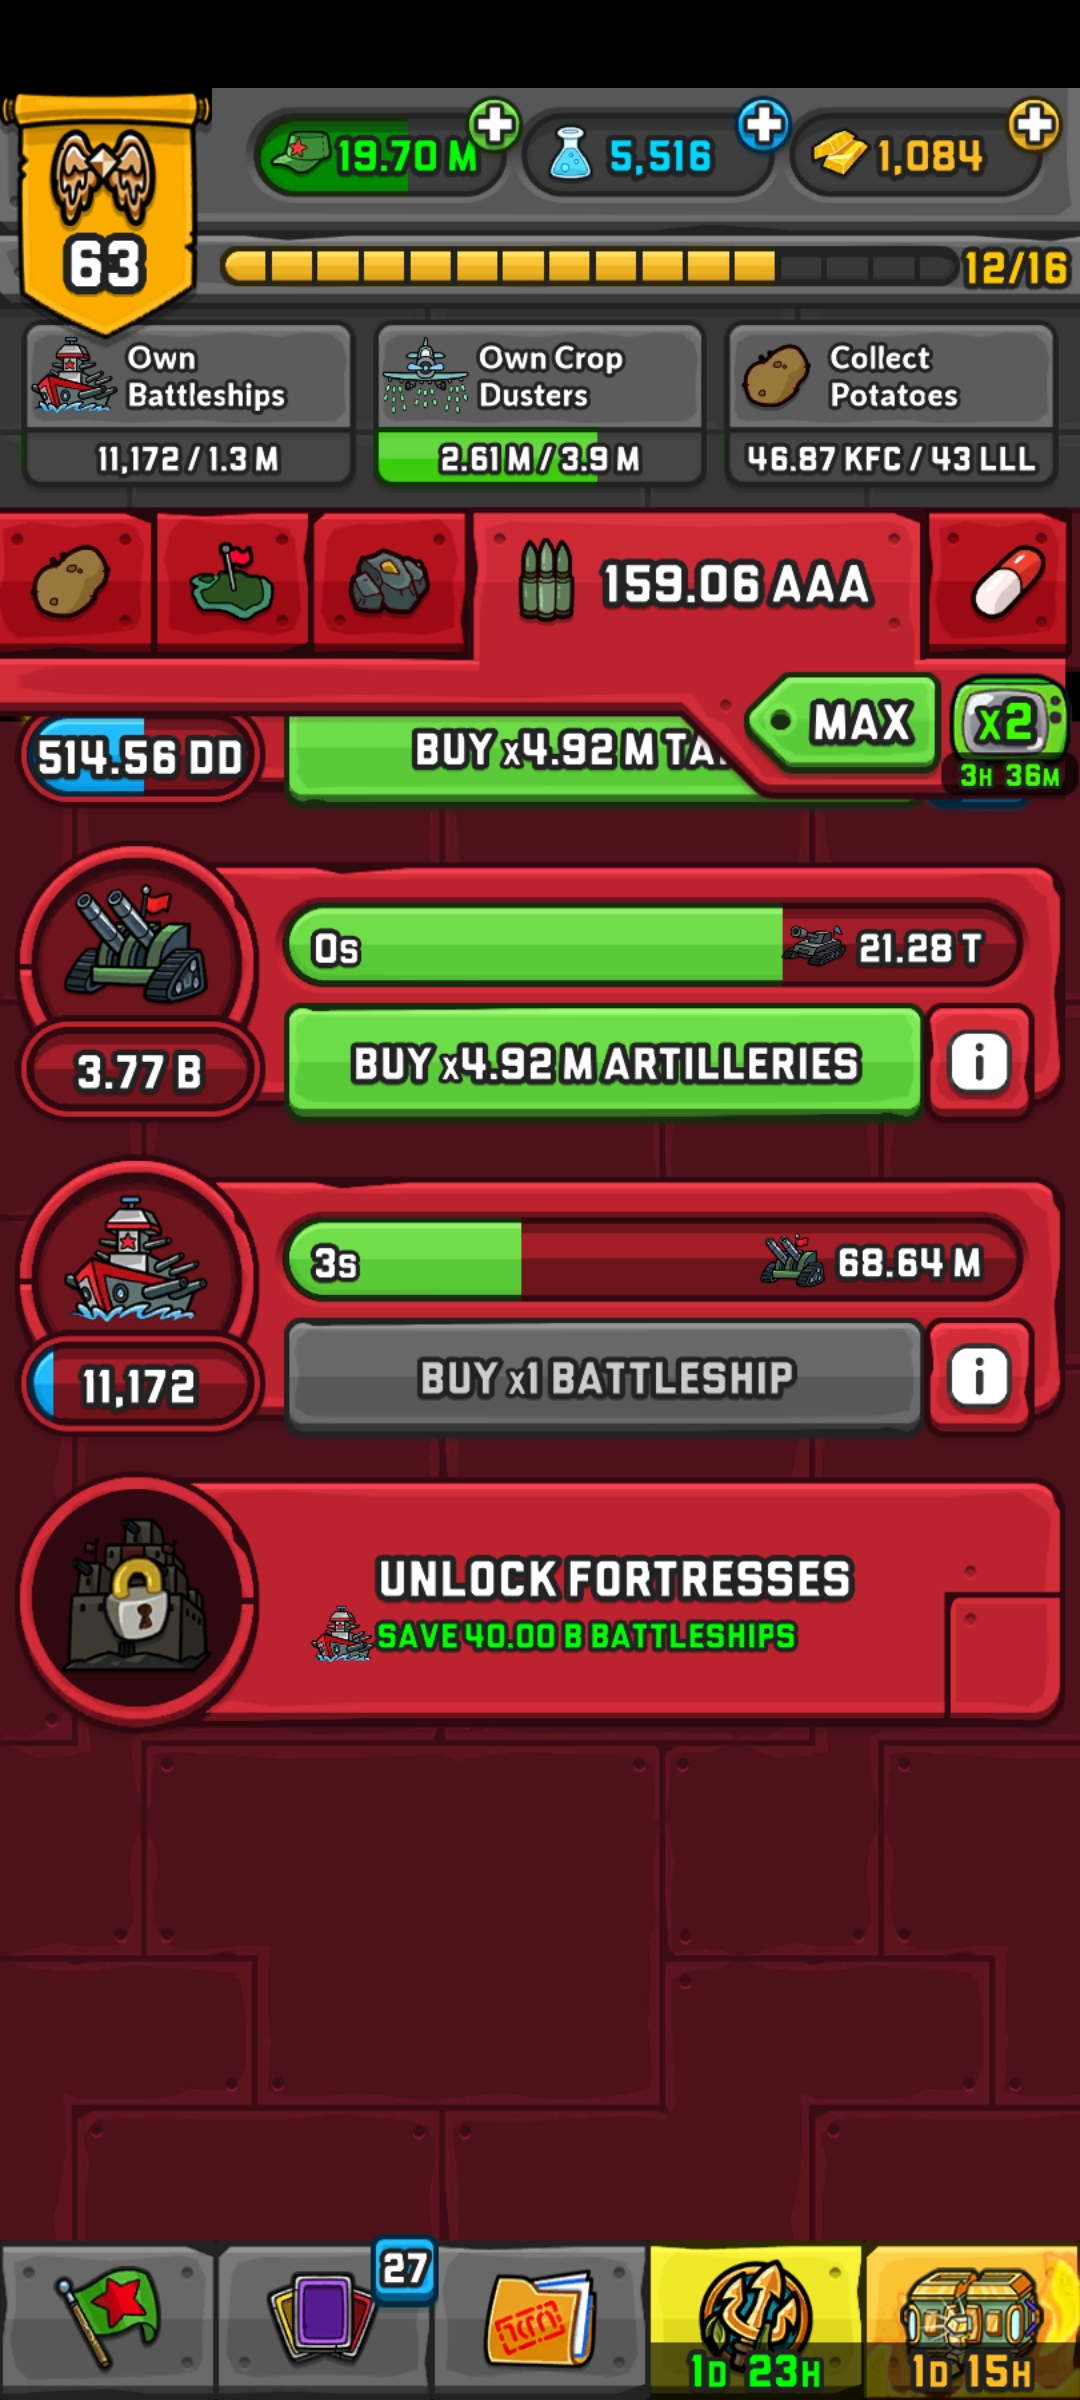 19.70 M
5,516
1,084
63
12/16
Own
Battleships
11,172 / 1.3 M
Own Crop
Dusters
2.61 M / 3.9 M
Collect
Potatoes
46.87 KFC / 43 LLL
159.06 AAA
MAX
x2
3H 36M
514.56 DD
BUY x4.92 M TA
0s
21.28 T
3.77 B
BUY x4.92 M ARTILLERIES
i
3s
68.64 M
11,172
BUY x1 BATTLESHIP
i
UNLOCK FORTRESSES
SAVE 40.00 B BATTLESHIPS
27
1D 23H
1D 15H